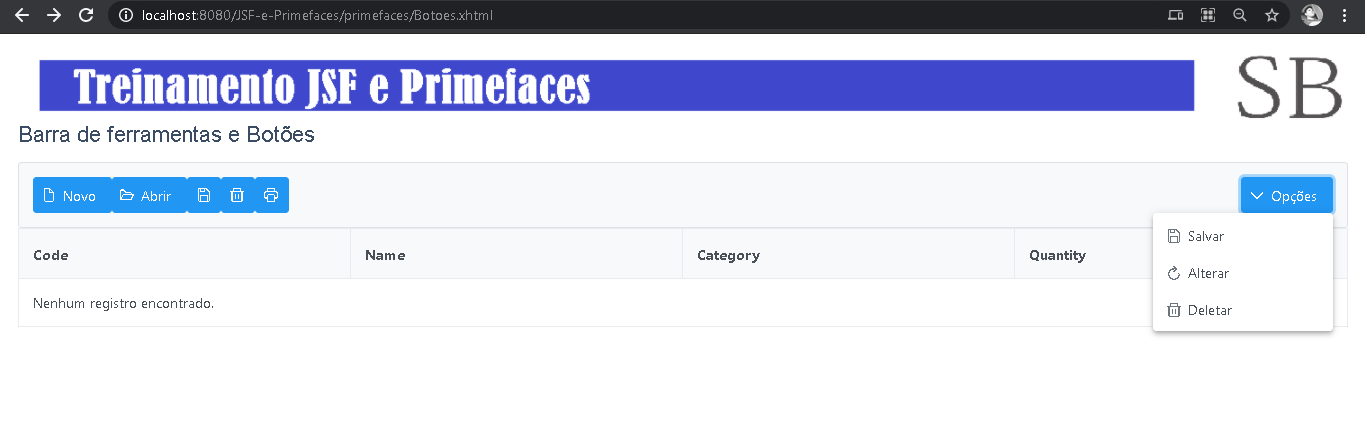 localhost:8080/JSF-e-Primefaces/primefaces/Botoes.xhtml
Treinamento JSF e Primefaces
SB
Barra de ferramentas e Botões
Novo Abrir Opções
Code Name Category Quantity
Nenhum registro encontrado.
Salvar
Alterar
Deletar